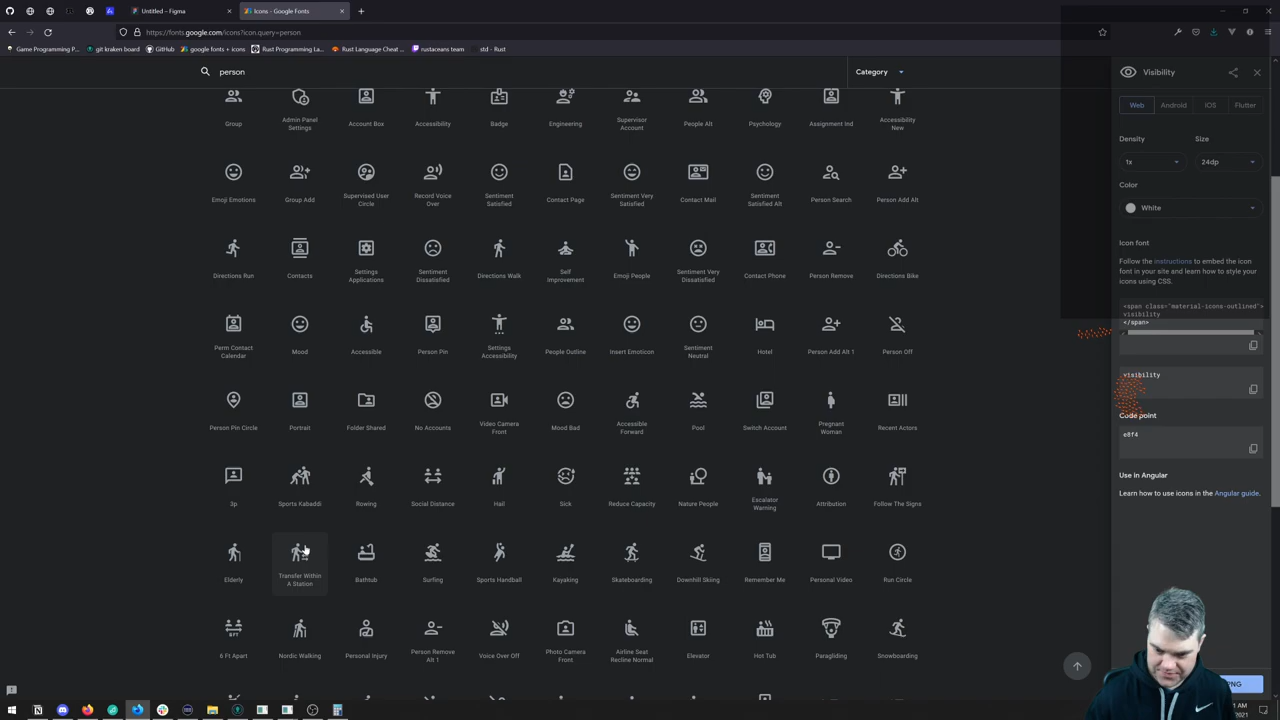 Untitled – Figma
Icons - Google Fonts
https://fonts.google.com/icons?icon.query=person
Game Programming P...
git kraken board
GitHub
google fonts + icons
Rust Programming La...
Rust Language Cheat ...
rustaceans team
std - Rust
person
Category
Group
Admin Panel
Settings
Account Box
Accessibility
Badge
Engineering
Supervisor
Account
People Alt
Psychology
Assignment Ind
Accessibility
New
Emoji Emotions
Group Add
Supervised User
Circle
Record Voice
Over
Sentiment
Satisfied
Contact Page
Sentiment Very
Satisfied
Contact Mail
Sentiment
Satisfied Alt
Person Search
Person Add Alt
Directions Run
Contacts
Settings
Applications
Sentiment
Dissatisfied
Directions Walk
Self
Improvement
Emoji People
Sentiment Very
Dissatisfied
Contact Phone
Person Remove
Directions Bike
Perm Contact
Calendar
Mood
Accessible
Person Pin
Settings
Accessibility
People Outline
Insert Emoticon
Sentiment
Neutral
Hotel
Person Add Alt 1
Person Off
Person Pin Circle
Portrait
Folder Shared
No Accounts
Video Camera
Front
Mood Bad
Accessible
Forward
Pool
Switch Account
Pregnant
Woman
Recent Actors
3p
Sports Kabaddi
Rowing
Social Distance
Hail
Sick
Reduce Capacity
Nature People
Escalator
Warning
Attribution
Follow The Signs
Elderly
Transfer Within
A Station
Bathtub
Surfing
Sports Handball
Kayaking
Skateboarding
Downhill Skiing
Remember Me
Personal Video
Run Circle
6 Ft Apart
Nordic Walking
Personal Injury
Person Remove
Alt 1
Voice Over Off
Photo Camera
Front
Airline Seat
Recline Normal
Elevator
Hot Tub
Paragliding
Snowboarding
Visibility
Web
Android
IOS
Flutter
Density
Size
1x
24dp
Color
White
Icon font
Follow the instructions to embed the icon
font in your site and learn how to style your
icons using CSS.
<span class="material-icons-outlined">
visibility
</span>
visibility
Code point
e8f4
Use in Angular
Learn how to use icons in the Angular guide.
PNG